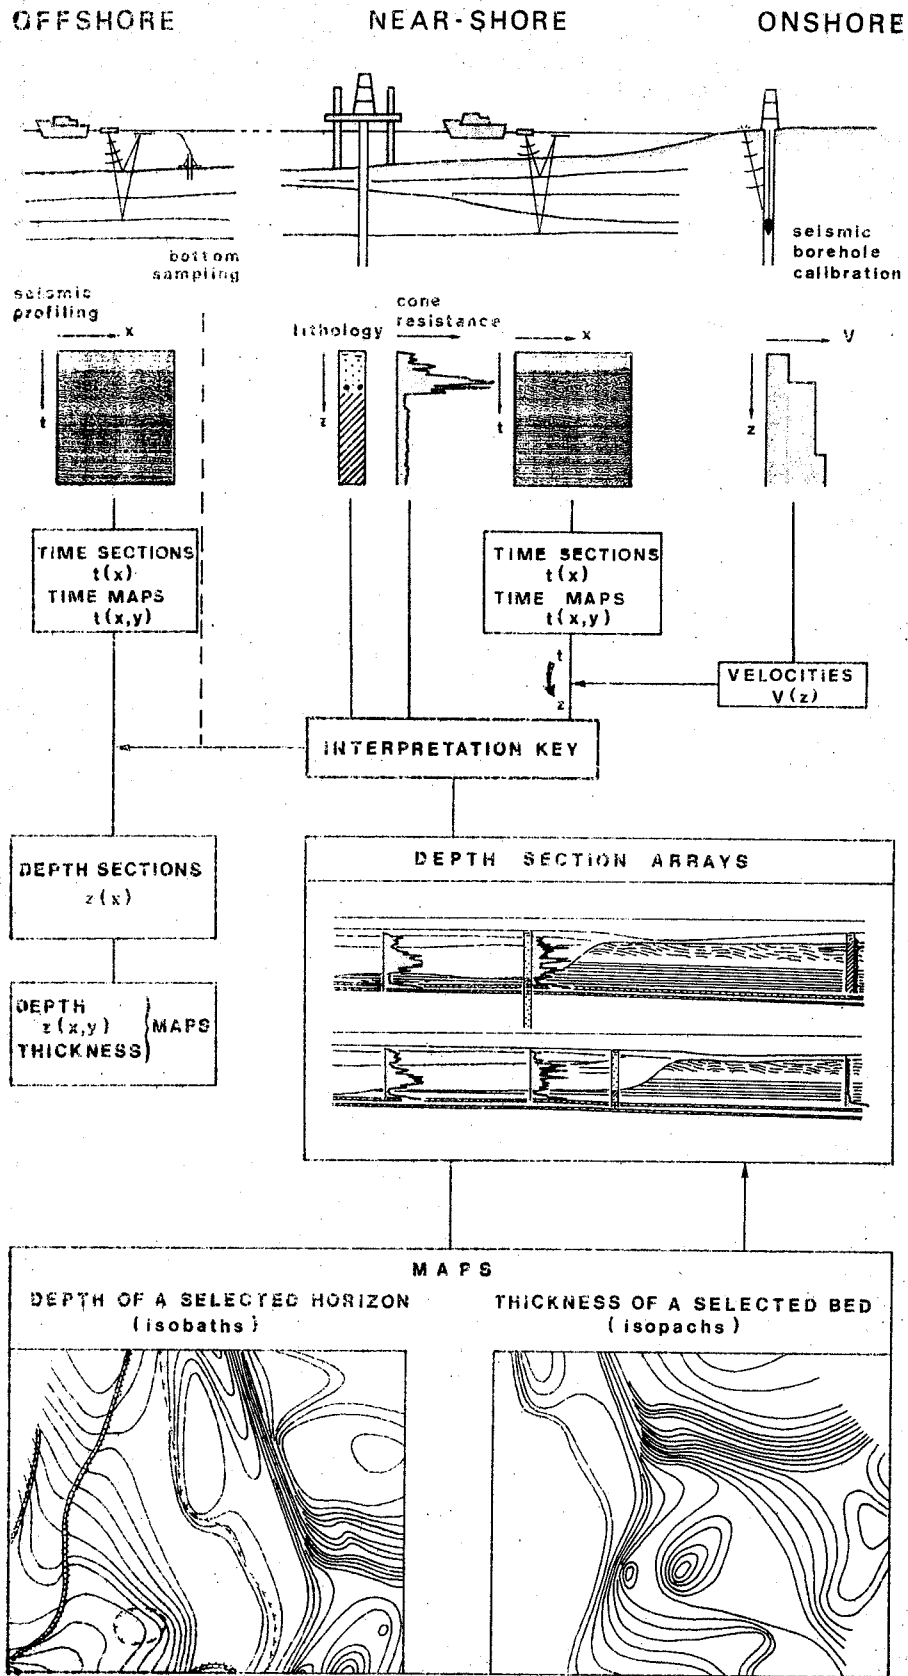 OFFSHORE
NEAR-SHORE
ONSHORE
bottom
sampling
seismic
borehole
calibration
seismic
profiling
x
t
lithology
z
cone
resistance
x
t
V
z
TIME SECTIONS
t(x)
TIME MAPS
t(x,y)
TIME SECTIONS
t(x)
TIME MAPS
t(x,y)
t
z
VELOCITIES
V(z)
INTERPRETATION KEY
DEPTH SECTIONS
z(x)
DEPTH
z(x,y)
THICKNESS
MAPS
DEPTH SECTION ARRAYS
MAPS
DEPTH OF A SELECTED HORIZON
(isobaths)
THICKNESS OF A SELECTED BED
(isopachs)